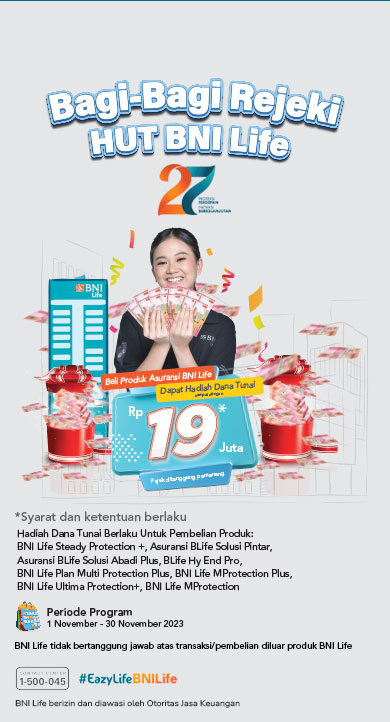 Bagi-Bagi Rejeki
HUT BNI Life
27
BNI
Life
Beli Produk Asuransi BNI Life
Dapat Hadiah Dana Tunai
Rp 19* Juta
Pajak ditanggung pemenang
*Syarat dan ketentuan berlaku
Hadiah Dana Tunai Berlaku Untuk Pembelian Produk:
BNI Life Steady Protection +, Asuransi BLife Solusi Pintar,
Asuransi BLife Solusi Abadi Plus, BLife Hy End Pro,
BNI Life Plan Multi Protection Plus, BNI Life MProtection Plus,
BNI Life Ultima Protection+, BNI Life MProtection
Periode Program
1 November - 30 November 2023
BNI Life tidak bertanggung jawab atas transaksi/pembelian diluar produk BNI Life
CONTACT CENTER
1-500-045
#EazyLifeBNILife
BNI Life berizin dan diawasi oleh Otoritas Jasa Keuangan